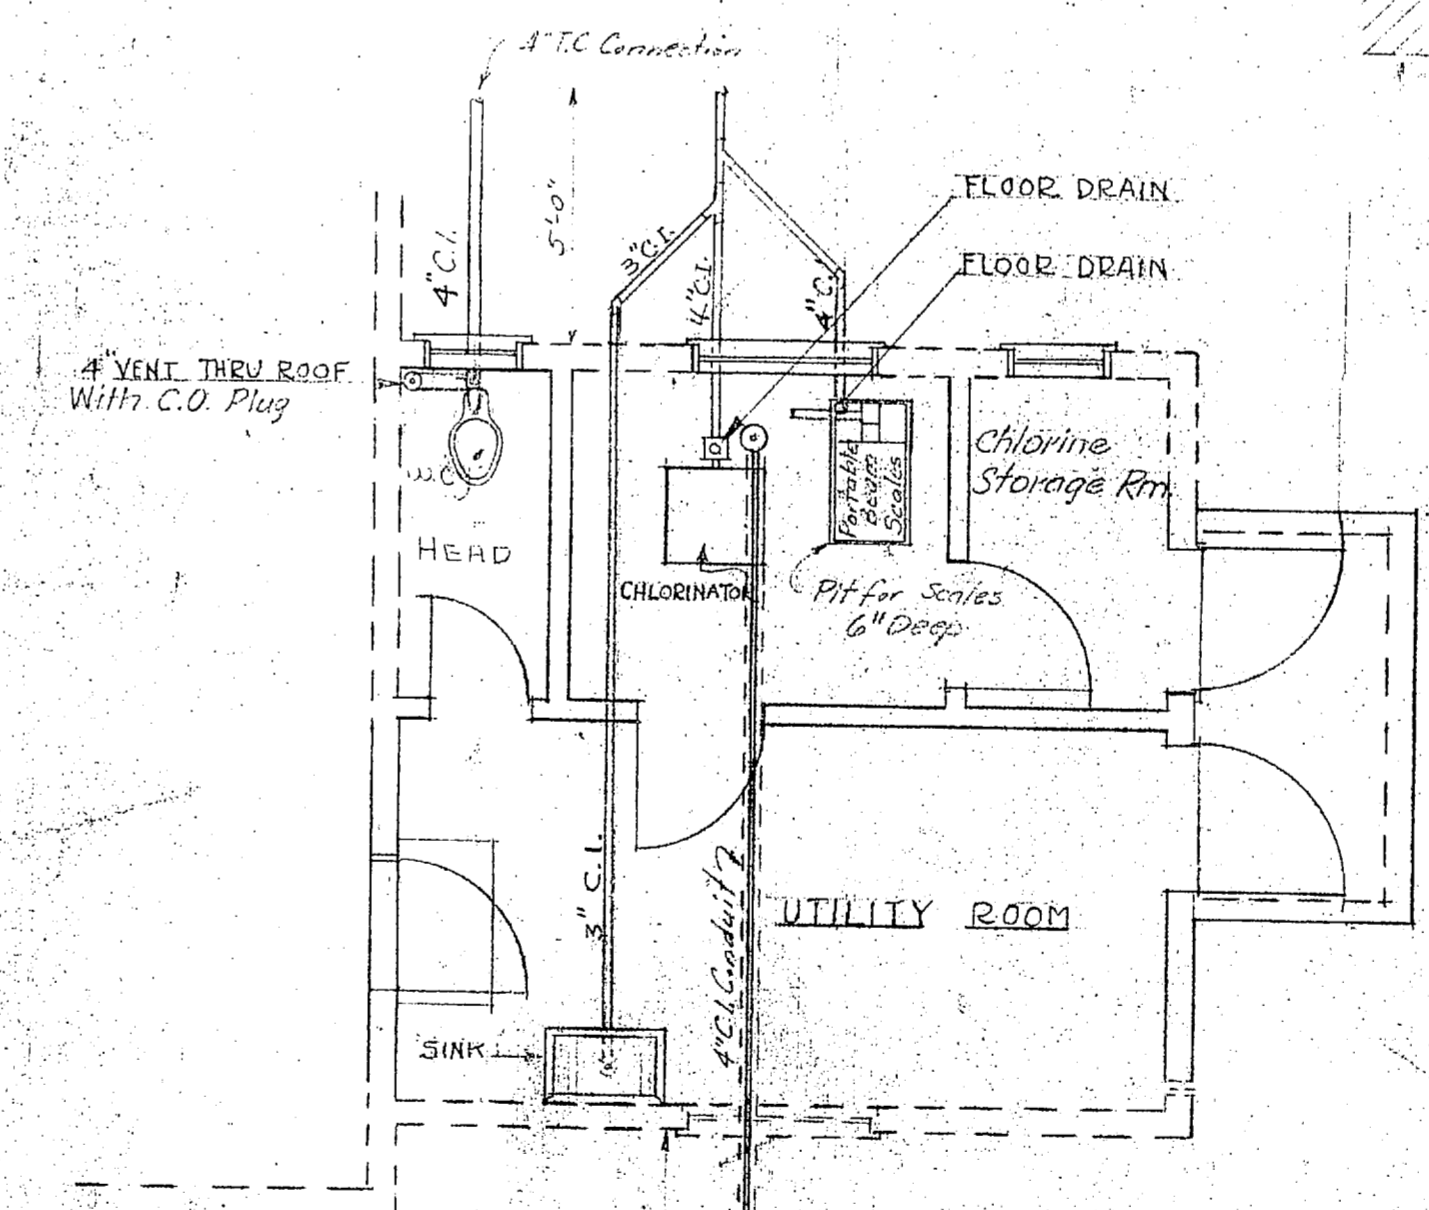 4" T.C Connection
5'-0"
4" C.I.
3" C.I.
4" C.I.
4" C.I.
FLOOR DRAIN
FLOOR DRAIN
4" VENT THRU ROOF
With C.O. Plug
W.C.
HEAD
CHLORINATOR
Portable
Beam
Scales
Pit for Scales
6" Deep
Chlorine
Storage Rm.
3" C.I.
4" C.I. Conduit
UTILITY ROOM
SINK